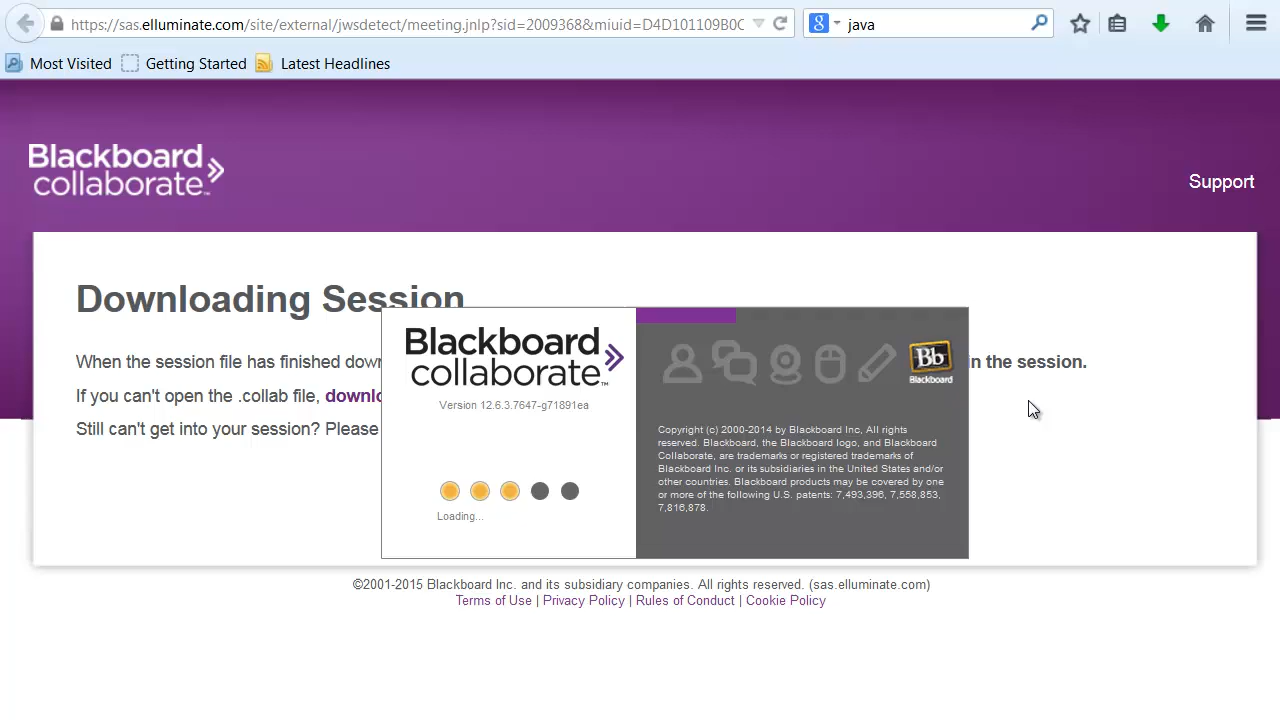 https://sas.elluminate.com/site/external/jwsdetect/meeting.jnlp?sid=2009368&miuid=D4D101109B0C
java
Most Visited
Getting Started
Latest Headlines
Blackboard
collaborate™
Support
Downloading Session
When the session file has finished dow
in the session.
If you can't open the .collab file, downlo
Still can't get into your session? Please
Blackboard
collaborate™
Version 12.6.3.7647-g71891ea
Loading...
Bb
Blackboard
Copyright (c) 2000-2014 by Blackboard Inc, All rights
reserved. Blackboard, the Blackboard logo, and Blackboard
Collaborate, are trademarks or registered trademarks of
Blackboard Inc. or its subsidiaries in the United States and/or
other countries. Blackboard products may be covered by one
or more of the following U.S. patents: 7,493,396, 7,558,853,
7,816,878.
©2001-2015 Blackboard Inc. and its subsidiary companies. All rights reserved. (sas.elluminate.com)
Terms of Use | Privacy Policy | Rules of Conduct | Cookie Policy